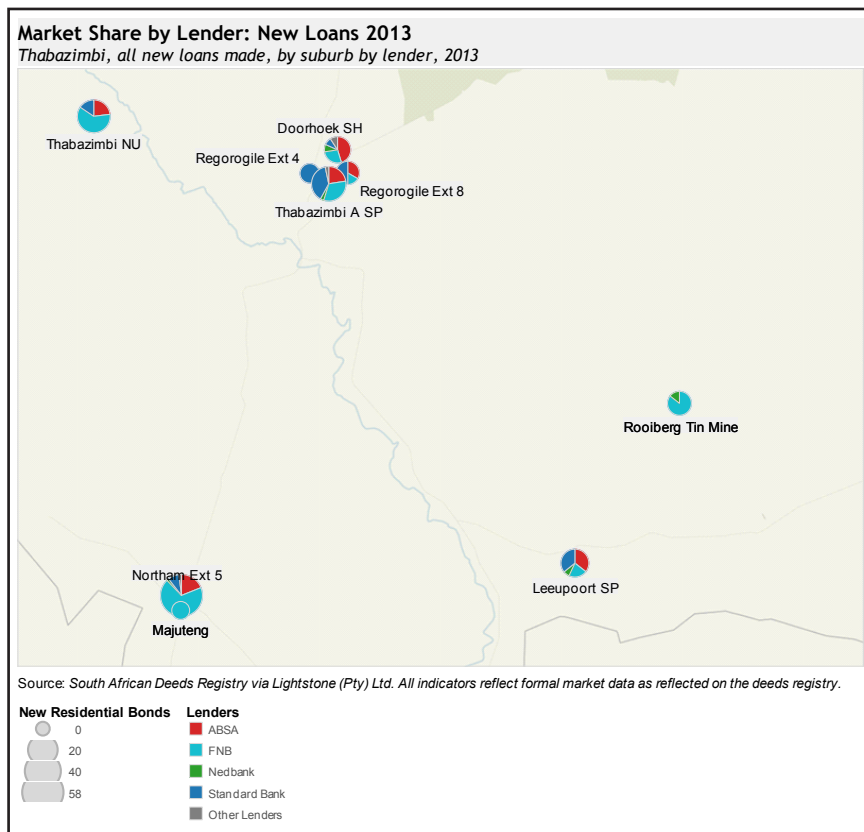 Market Share by Lender: New Loans 2013
Thabazimbi, all new loans made, by suburb by lender, 2013
Thabazimbi NU
Doorhoek SH
Regorogile Ext 4
Regorogile Ext 8
Thabazimbi A SP
Rooiberg Tin Mine
Northam Ext 5
Leeupoort SP
Majuteng
Source: South African Deeds Registry via Lightstone (Pty) Ltd. All indicators reflect formal market data as reflected on the deeds registry.
New Residential Bonds
0
20
40
58
Lenders
ABSA
FNB
Nedbank
Standard Bank
Other Lenders